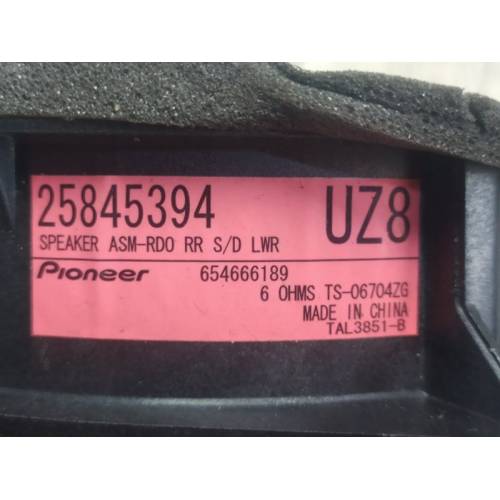 25845394 UZ8
SPEAKER ASM-RDO RR S/D LWR
Pioneer 654666189
6 OHMS TS-06704ZG
MADE IN CHINA
TAL3851-B